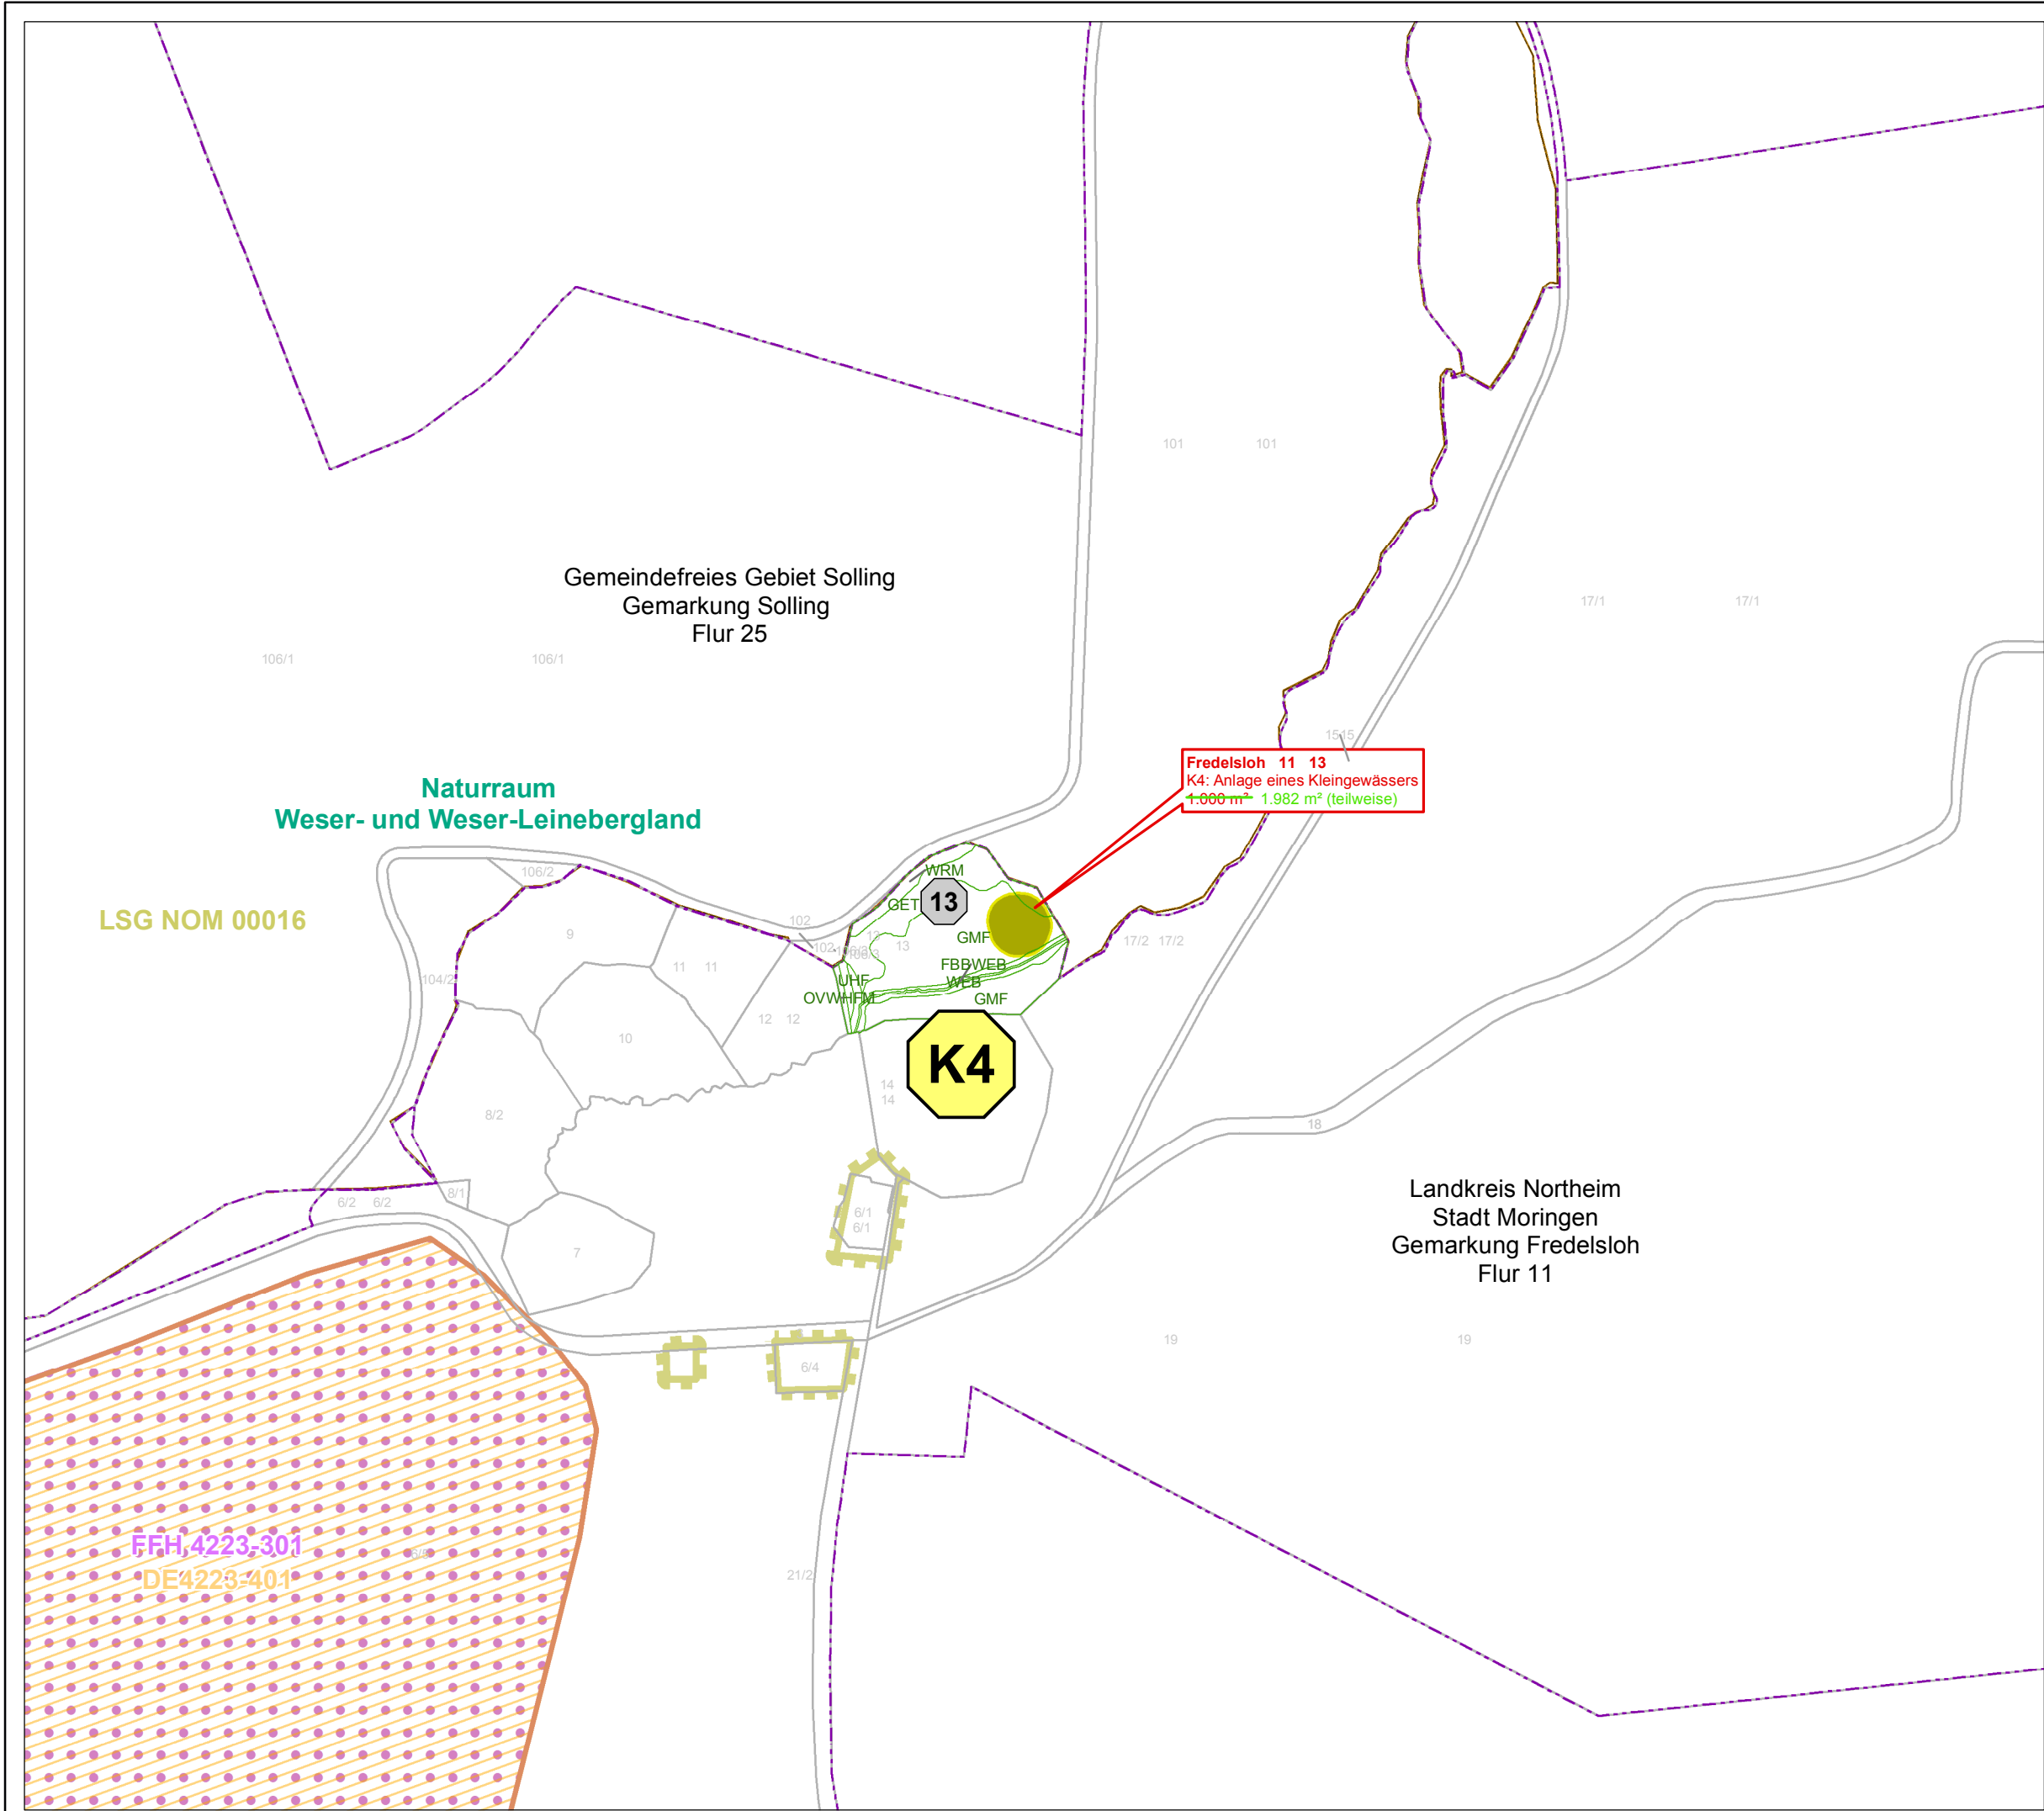 101 101
Gemeindefreies Gebiet Solling
Gemarkung Solling
Flur 25
17/1 17/1
106/1 106/1
1515
Fredelsloh 11 13
K4: Anlage eines Kleingewässers
1.000 m² 1.982 m² (teilweise)
Naturraum
Weser- und Weser-Leinebergland
WRM
106/2
13
GET
LSG NOM 00016
102
9
13
GMF
17/2 17/2
102
13
11 11
FBBWEB
104/2
UHF
WEB
OVWHFM
GMF
12 12
10
K4
14
14
8/2
18
Landkreis Northeim
Stadt Moringen
Gemarkung Fredelsloh
Flur 11
8/1
6/2 6/2
6/1
6/1
7
19 19
6/4
FFH 4223-301
DE4223-401
21/2